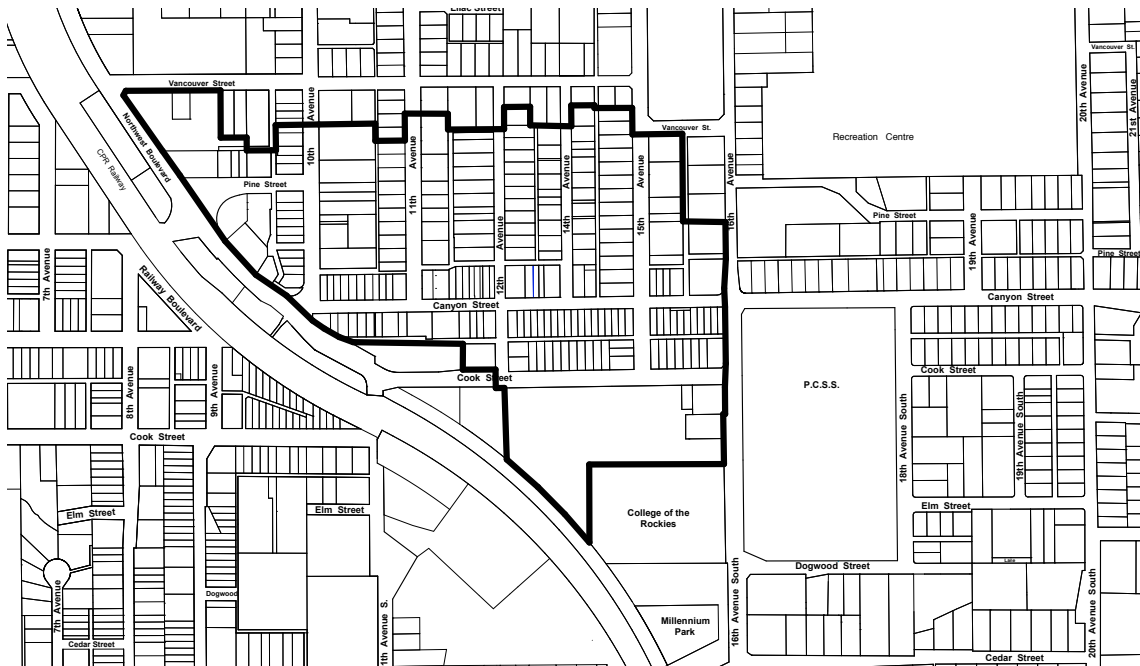 Lilac Street
Vancouver Street
Vancouver St.
20th Avenue
21st Avenue
Northwest Boulevard
CPR Railway
10th Avenue
11th Avenue
12th Avenue
14th Avenue
15th Avenue
16th Avenue
Vancouver St.
Recreation Centre
Pine Street
Pine Street
19th Avenue
Pine Street
7th Avenue
Railway Boulevard
Canyon Street
Canyon Street
8th Avenue
9th Avenue
Cook Street
P.C.S.S.
Cook Street
18th Avenue South
19th Avenue South
Cook Street
Elm Street
Elm Street
College of the
Rockies
Elm Street
Lane
Dogwood Street
7th Avenue
Dogwood
16th Avenue South
20th Avenue South
Millennium
Park
Cedar Street
Cedar Street